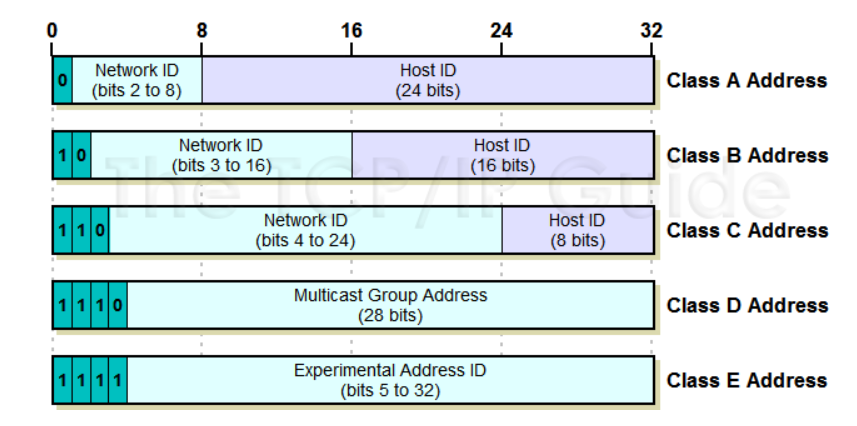 0 8 16 24 32
0 Network ID Host ID Class A Address
(bits 2 to 8) (24 bits)
1 0 Network ID Host ID Class B Address
(bits 3 to 16) (16 bits)
The TCP/IP Guide
1 1 0 Network ID Host ID Class C Address
(bits 4 to 24) (8 bits)
1 1 1 0 Multicast Group Address Class D Address
(28 bits)
1 1 1 1 Experimental Address ID Class E Address
(bits 5 to 32)